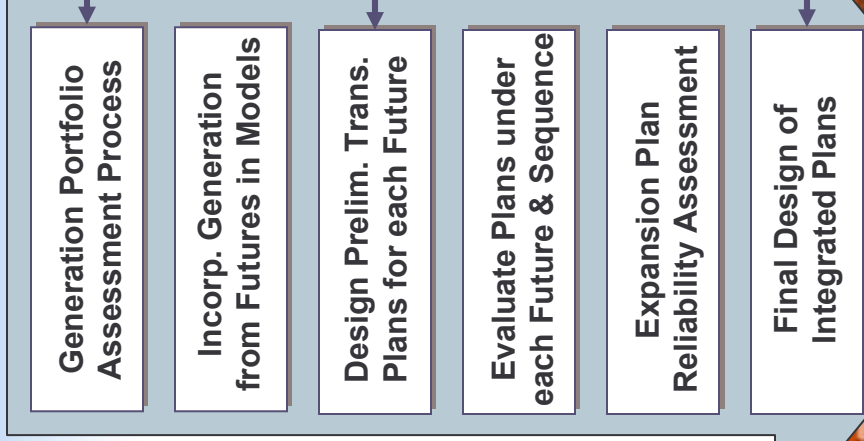 Generation Portfolio
Assessment Process
Incorp. Generation
from Futures in Models
Design Prelim. Trans.
Plans for each Future
Evaluate Plans under
each Future & Sequence
Expansion Plan
Reliability Assessment
Final Design of
Integrated Plans